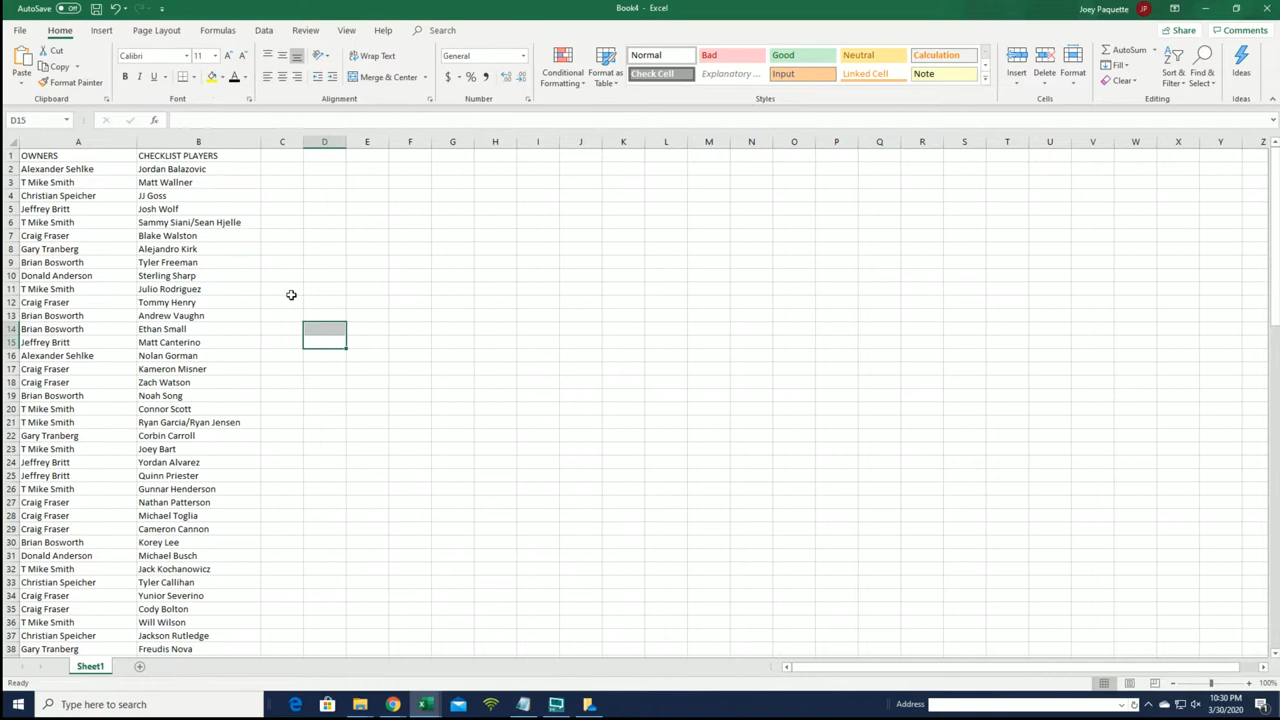 AutoSave Off Book4 - Excel Joey Paquette JP
File Home Insert Page Layout Formulas Data Review View Help Search Share Comments
Paste Cut Copy Format Painter Clipboard
Calibri 11 B I U Font
Wrap Text Merge & Center Alignment
General $ % Number
Conditional Formatting Format as Table Normal Bad Good Neutral Calculation
Check Cell Explanatory ... Input Linked Cell Note Styles
Insert Delete Format Cells
AutoSum Fill Clear Sort & Filter Find & Select Editing
Ideas Ideas
D15 fx
A B C D E F G H I J K L M N O P Q R S T U V W X Y Z
1 OWNERS CHECKLIST PLAYERS
2 Alexander Sehlke Jordan Balazovic
3 T Mike Smith Matt Wallner
4 Christian Speicher JJ Goss
5 Jeffrey Britt Josh Wolf
6 T Mike Smith Sammy Siani/Sean Hjelle
7 Craig Fraser Blake Walston
8 Gary Tranberg Alejandro Kirk
9 Brian Bosworth Tyler Freeman
10 Donald Anderson Sterling Sharp
11 T Mike Smith Julio Rodriguez
12 Craig Fraser Tommy Henry
13 Brian Bosworth Andrew Vaughn
14 Brian Bosworth Ethan Small
15 Jeffrey Britt Matt Canterino
16 Alexander Sehlke Nolan Gorman
17 Craig Fraser Kameron Misner
18 Craig Fraser Zach Watson
19 Brian Bosworth Noah Song
20 T Mike Smith Connor Scott
21 T Mike Smith Ryan Garcia/Ryan Jensen
22 Gary Tranberg Corbin Carroll
23 T Mike Smith Joey Bart
24 Jeffrey Britt Yordan Alvarez
25 Jeffrey Britt Quinn Priester
26 T Mike Smith Gunnar Henderson
27 Craig Fraser Nathan Patterson
28 Craig Fraser Michael Toglia
29 Craig Fraser Cameron Cannon
30 Brian Bosworth Korey Lee
31 Donald Anderson Michael Busch
32 T Mike Smith Jack Kochanowicz
33 Christian Speicher Tyler Callihan
34 Craig Fraser Yunior Severino
35 Craig Fraser Cody Bolton
36 T Mike Smith Will Wilson
37 Christian Speicher Jackson Rutledge
38 Gary Tranberg Freudis Nova
Sheet1
Ready 100%
Type here to search Address 10:30 PM
3/30/2020